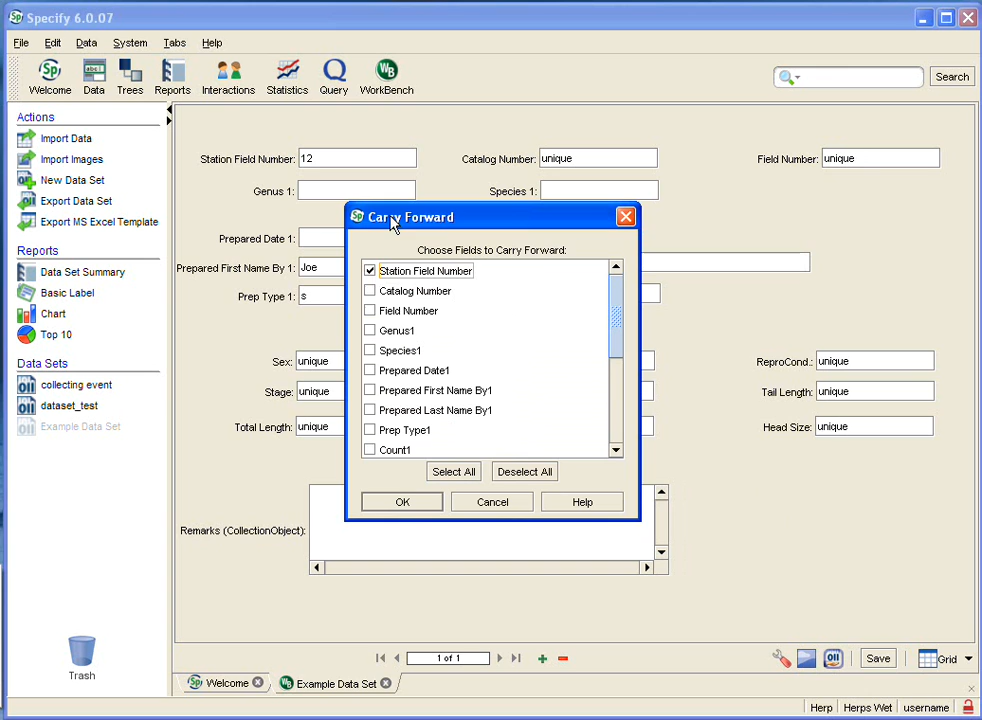 Specify 6.0.07
File Edit Data System Tabs Help
Welcome Data Trees Reports Interactions Statistics Query WorkBench Search
Actions
Import Data
Import Images
New Data Set
Export Data Set
Export MS Excel Template
Reports
Data Set Summary
Basic Label
Chart
Top 10
Data Sets
collecting event
dataset_test
Example Data Set
Trash
Station Field Number: 12 Catalog Number: unique Field Number: unique
Genus 1: Species 1:
Prepared Date 1:
Prepared First Name By 1: Joe
Prep Type 1: s
Sex: unique ReproCond.: unique
Stage: unique Tail Length: unique
Total Length: unique Head Size: unique
Remarks (CollectionObject):
Carry Forward
Choose Fields to Carry Forward:
Station Field Number
Catalog Number
Field Number
Genus1
Species1
Prepared Date1
Prepared First Name By1
Prepared Last Name By1
Prep Type1
Count1
Select All Deselect All
OK Cancel Help
1 of 1 Save Grid
Welcome Example Data Set
Herp Herps Wet username